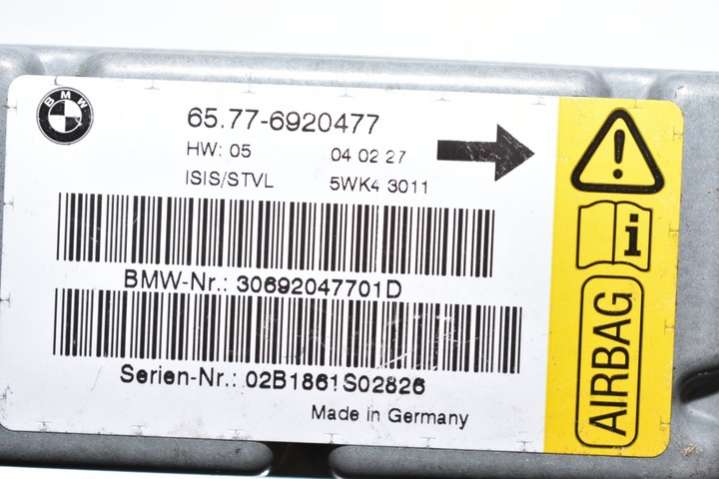 BMW
65.77-6920477
HW: 05 04 02 27
ISIS/STVL 5WK4 3011
BMW-Nr.: 30692047701D
Serien-Nr.: 02B1861S02826
Made in Germany
!
i
AIRBAG